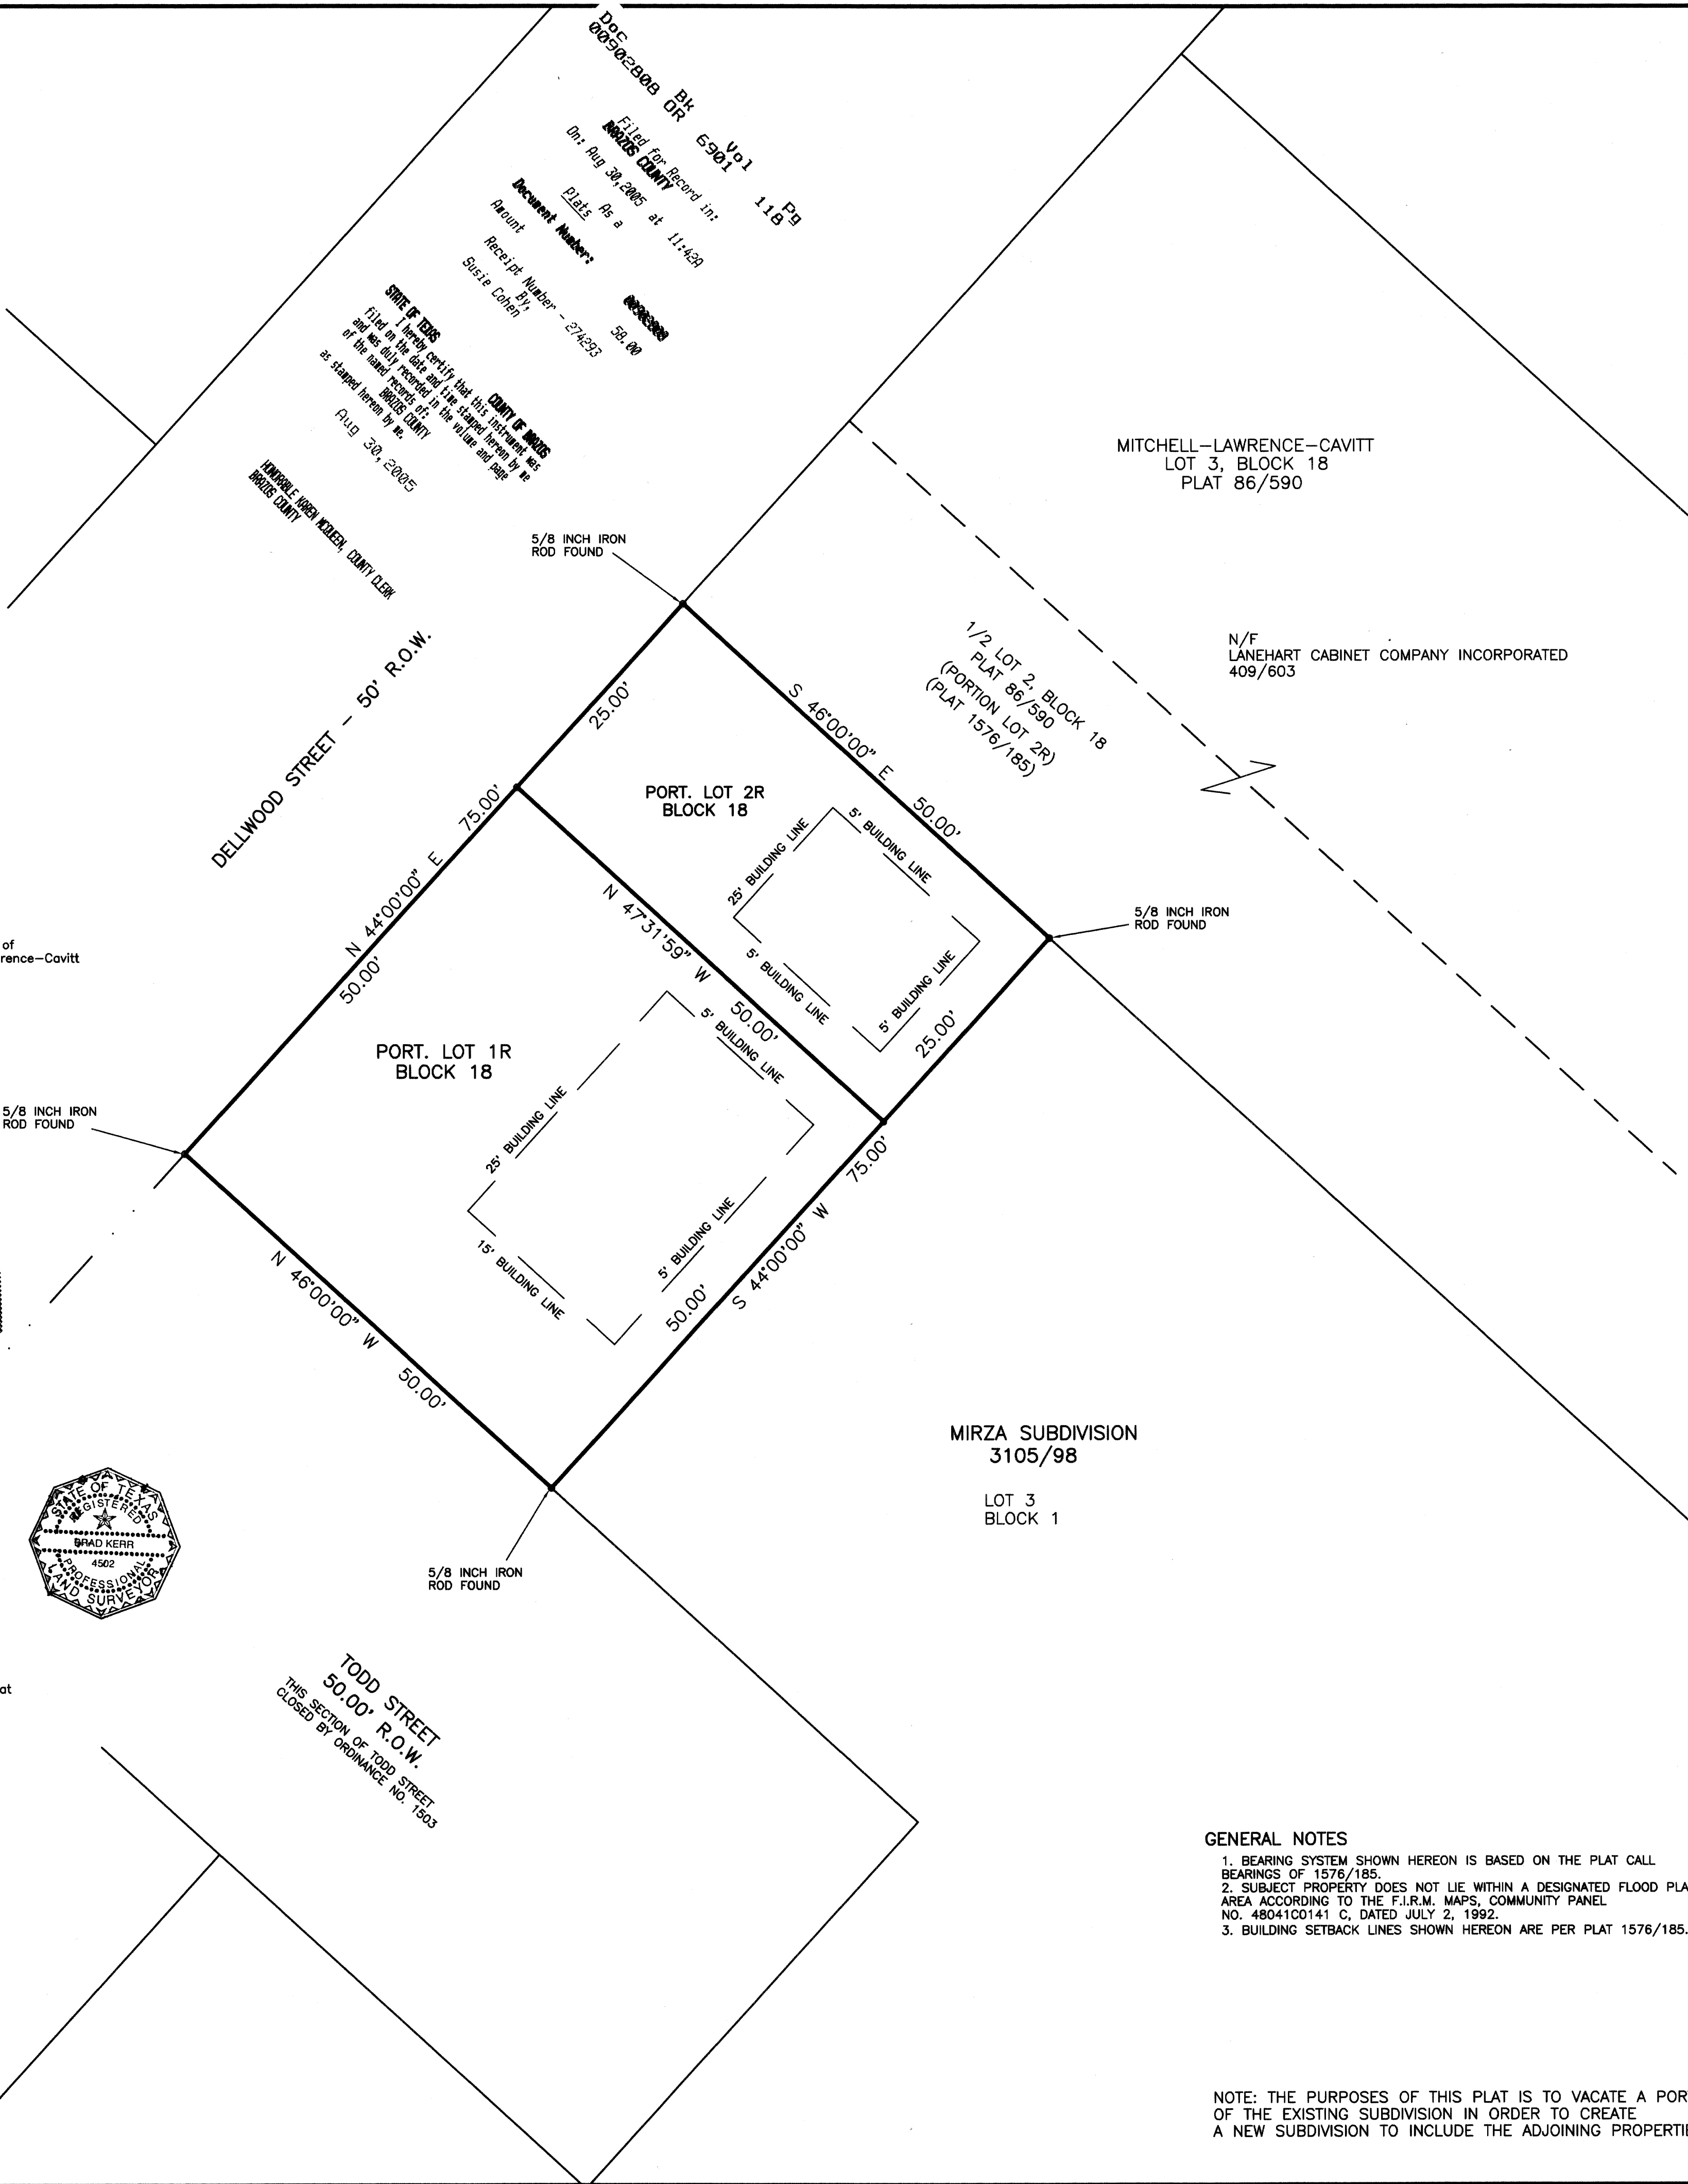 Doc Bk Vol Pg
00902808 OR 6901 118
Filed for Record in:
BRAZOS COUNTY
On: Aug 30,2005 at 11:42A
As a
Plats
Document Number: 00902808
Amount 58.00
Receipt Number - 274293
By,
Susie Cohen
STATE OF TEXAS COUNTY OF BRAZOS
I hereby certify that this instrument was
filed on the date and time stamped hereon by me
and was duly recorded in the volume and page
of the named records of:
BRAZOS COUNTY
as stamped hereon by me.
Aug 30, 2005
HONORABLE KAREN MCQUEEN, COUNTY CLERK
BRAZOS COUNTY
MITCHELL-LAWRENCE-CAVITT
LOT 3, BLOCK 18
PLAT 86/590
5/8 INCH IRON
ROD FOUND
N/F
LANEHART CABINET COMPANY INCORPORATED
409/603
1/2 LOT 2, BLOCK 18
PLAT 86/590
(PORTION LOT 2R)
(PLAT 1576/185)
DELLWOOD STREET - 50' R.O.W.
25.00'
S 46°00'00" E 50.00'
PORT. LOT 2R
BLOCK 18
N 44°00'00" E 75.00'
25' BUILDING LINE
5' BUILDING LINE
5' BUILDING LINE
5' BUILDING LINE
5/8 INCH IRON
ROD FOUND
of
rence-Cavitt
50.00'
N 47°31'59" W 50.00'
25.00'
PORT. LOT 1R
BLOCK 18
5' BUILDING LINE
25' BUILDING LINE
5/8 INCH IRON
ROD FOUND
15' BUILDING LINE
5' BUILDING LINE
50.00'
S 44°00'00" W 75.00'
N 46°00'00" W 50.00'
MIRZA SUBDIVISION
3105/98
LOT 3
BLOCK 1
STATE OF TEXAS
REGISTERED
BRAD KERR
4502
PROFESSIONAL
LAND SURVEYOR
5/8 INCH IRON
ROD FOUND
at
TODD STREET
50.00' R.O.W.
THIS SECTION OF TODD STREET
CLOSED BY ORDINANCE NO. 1503
GENERAL NOTES
1. BEARING SYSTEM SHOWN HEREON IS BASED ON THE PLAT CALL
BEARINGS OF 1576/185.
2. SUBJECT PROPERTY DOES NOT LIE WITHIN A DESIGNATED FLOOD PLA
AREA ACCORDING TO THE F.I.R.M. MAPS, COMMUNITY PANEL
NO. 48041C0141 C, DATED JULY 2, 1992.
3. BUILDING SETBACK LINES SHOWN HEREON ARE PER PLAT 1576/185.
NOTE: THE PURPOSES OF THIS PLAT IS TO VACATE A POR
OF THE EXISTING SUBDIVISION IN ORDER TO CREATE
A NEW SUBDIVISION TO INCLUDE THE ADJOINING PROPERTI